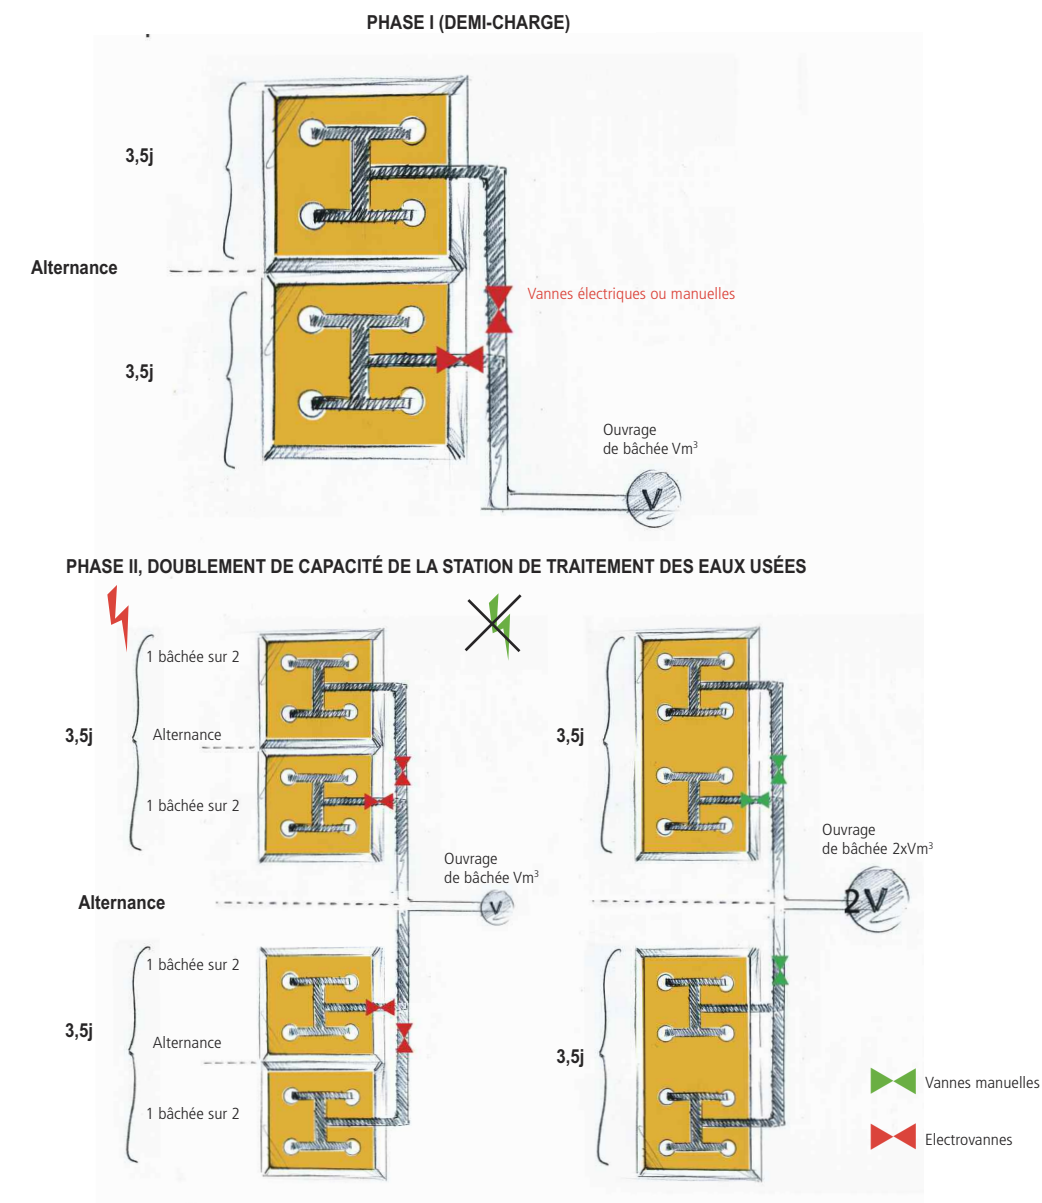 PHASE I (DEMI-CHARGE)
3,5j
Alternance
Vannes électriques ou manuelles
3,5j
Ouvrage
de bâchée Vm³
V
PHASE II, DOUBLEMENT DE CAPACITÉ DE LA STATION DE TRAITEMENT DES EAUX USÉES
1 bâchée sur 2
3,5j
Alternance
1 bâchée sur 2
Ouvrage
de bâchée Vm³
V
Alternance
1 bâchée sur 2
3,5j
Alternance
1 bâchée sur 2
3,5j
Ouvrage
de bâchée 2xVm³
2V
3,5j
Vannes manuelles
Electrovannes